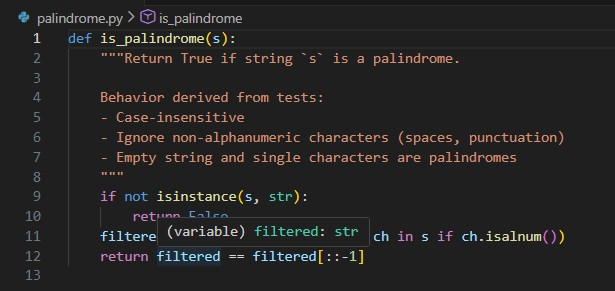 palindrome.py > is_palindrome
1 def is_palindrome(s):
2 """Return True if string `s` is a palindrome.
3
4 Behavior derived from tests:
5 - Case-insensitive
6 - Ignore non-alphanumeric characters (spaces, punctuation)
7 - Empty string and single characters are palindromes
8 """
9 if not isinstance(s, str):
10 return False
(variable) filtered: str
11 filtere ch in s if ch.isalnum())
12 return filtered == filtered[::-1]
13